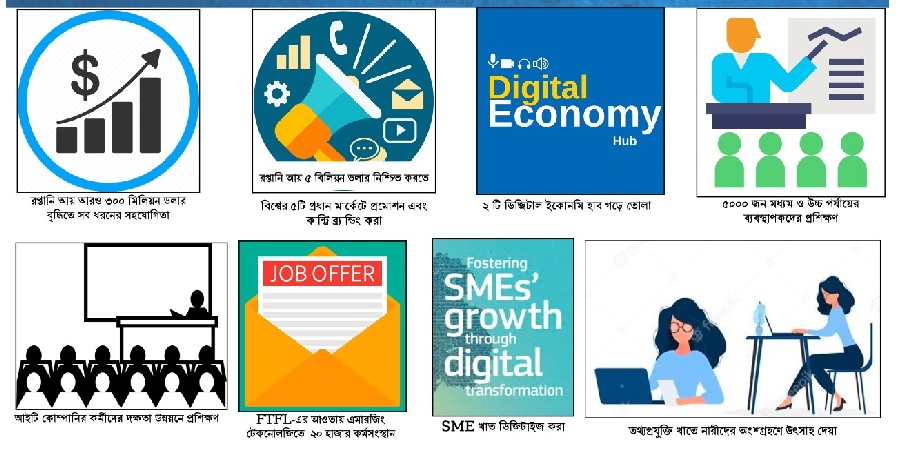 $
রপ্তানি আয় আরও ৩০০ মিলিয়ন ডলার
বৃদ্ধিতে সব ধরনের সহযোগিতা
রপ্তানি আয় ৫ বিলিয়ন ডলার নিশ্চিত করতে
বিশ্বের ৫টি প্রধান মার্কেটে প্রমোশন এবং
কান্ট্রি ব্র্যান্ডিং করা
Digital
Economy
Hub
২ টি ডিজিটাল ইকোনমি হাব গড়ে তোলা
৫০০০ জন মধ্যম ও উচ্চ পর্যায়ের
ব্যবস্থাপকদের প্রশিক্ষণ
আইটি কোম্পানির কর্মীদের দক্ষতা উন্নয়নে প্রশিক্ষণ
JOB OFFER
FTFL-এর আওতায় এমারজিং
টেকনোলজিতে ২০ হাজার কর্মসংস্থান
Fostering
SMEs'
growth
through
digital
transformation
SME খাত ডিজিটাইজ করা
তথ্যপ্রযুক্তি খাতে নারীদের অংশগ্রহণে উৎসাহ দেয়া